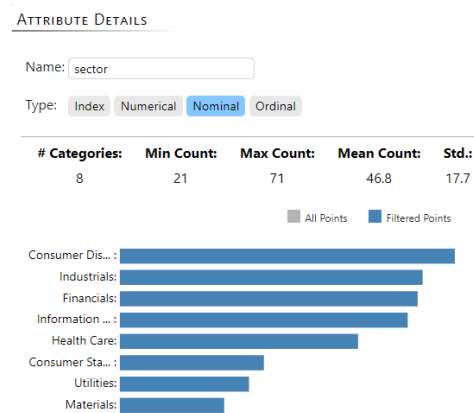 ATTRIBUTE DETAILS
Name: sector
Type: Index Numerical Nominal Ordinal
# Categories: Min Count: Max Count: Mean Count: Std.:
8 21 71 46.8 17.7
All Points Filtered Points
Consumer Dis... :
Industrials:
Financials:
Information ... :
Health Care:
Consumer Sta... :
Utilities:
Materials: